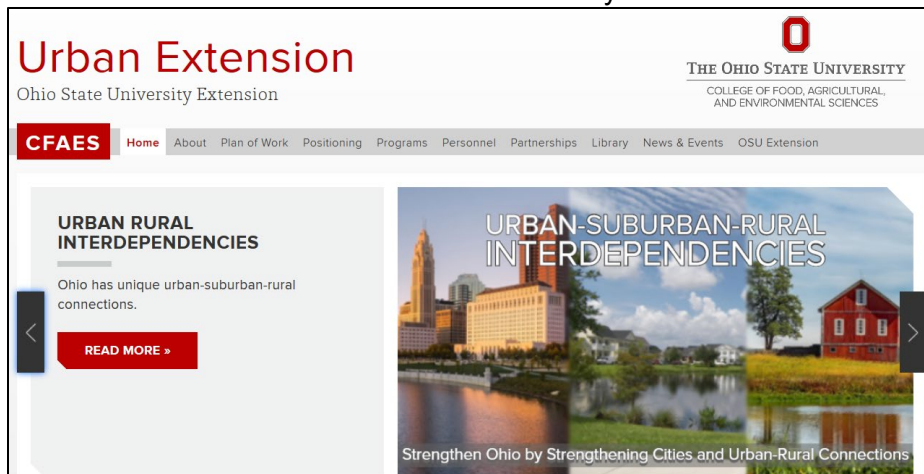 Urban Extension
Ohio State University Extension
THE OHIO STATE UNIVERSITY
COLLEGE OF FOOD, AGRICULTURAL,
AND ENVIRONMENTAL SCIENCES
CFAES Home About Plan of Work Positioning Programs Personnel Partnerships Library News & Events OSU Extension
URBAN RURAL
INTERDEPENDENCIES
Ohio has unique urban-suburban-rural
connections.
READ MORE »
URBAN-SUBURBAN-RURAL
INTERDEPENDENCIES
Strengthen Ohio by Strengthening Cities and Urban-Rural Connections